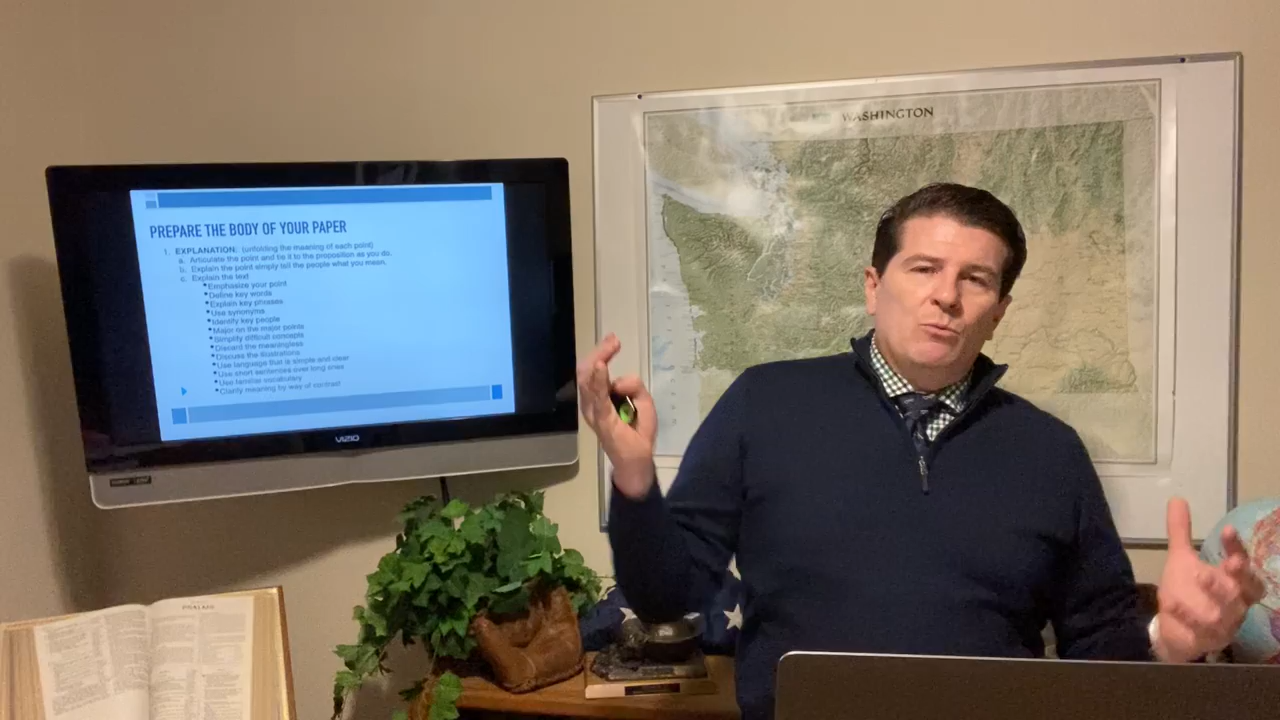 PREPARE THE BODY OF YOUR PAPER
1. EXPLANATION: (unfolding the meaning of each point)
a. Articulate the point and tie it to the proposition as you do.
b. Explain the point simply tell the people what you mean.
c. Explain the text
•Emphasize your point
•Define key words
•Explain key phrases
•Use synonyms
•Identify key people
•Major on the major points
•Simplify difficult concepts
•Discard the meaningless
•Discuss the illustrations
•Use language that is simple and clear
•Use short sentences over long ones
•Use familiar vocabulary
•Clarify meaning by way of contrast
VIZIO
WASHINGTON